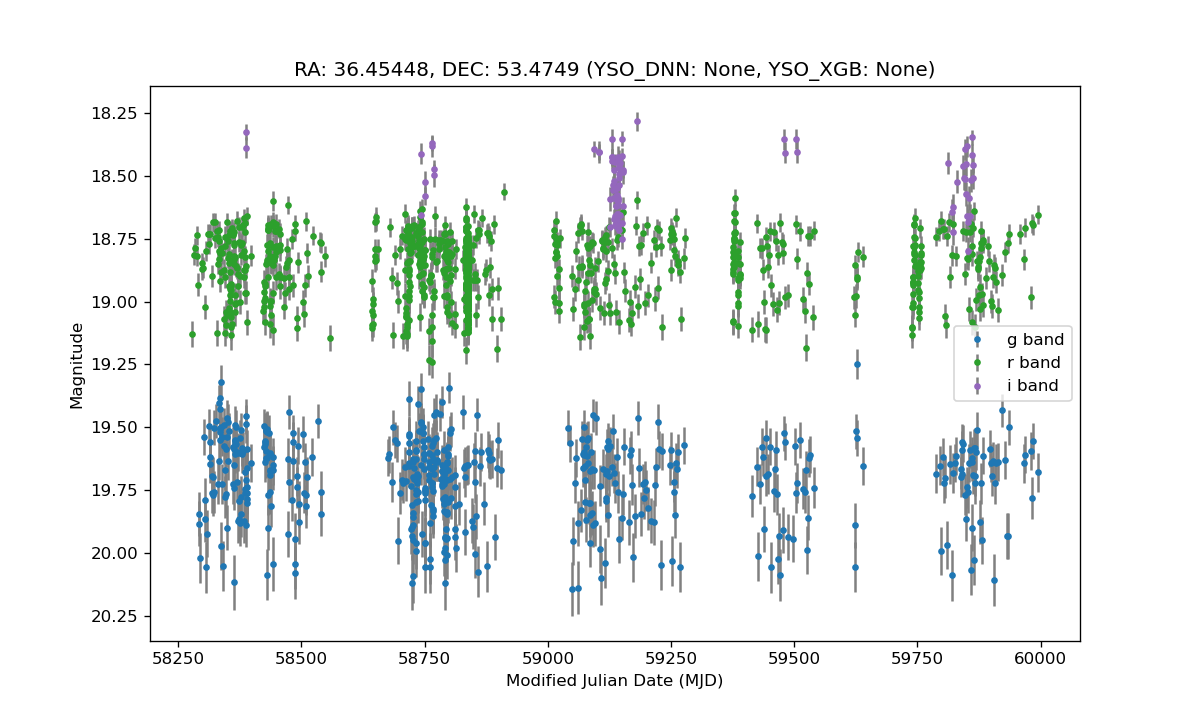 RA: 36.45448, DEC: 53.4749 (YSO_DNN: None, YSO_XGB: None)
18.25
18.50
18.75
19.00
19.25
19.50
19.75
20.00
20.25
Magnitude
g band
r band
i band
58250
58500
58750
59000
59250
59500
59750
60000
Modified Julian Date (MJD)